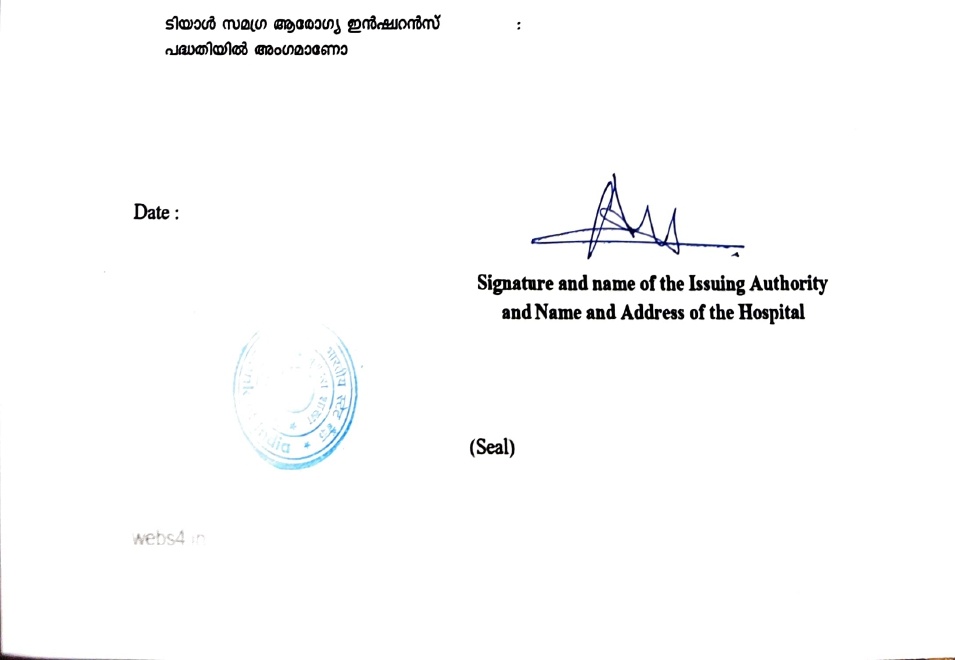 ടിയാൾ സമഗ്ര ആരോഗ്യ ഇൻഷ്വറൻസ് :
പദ്ധതിയിൽ അംഗമാണോ
Date :
Signature and name of the Issuing Authority
and Name and Address of the Hospital
(Seal)
webs4 in